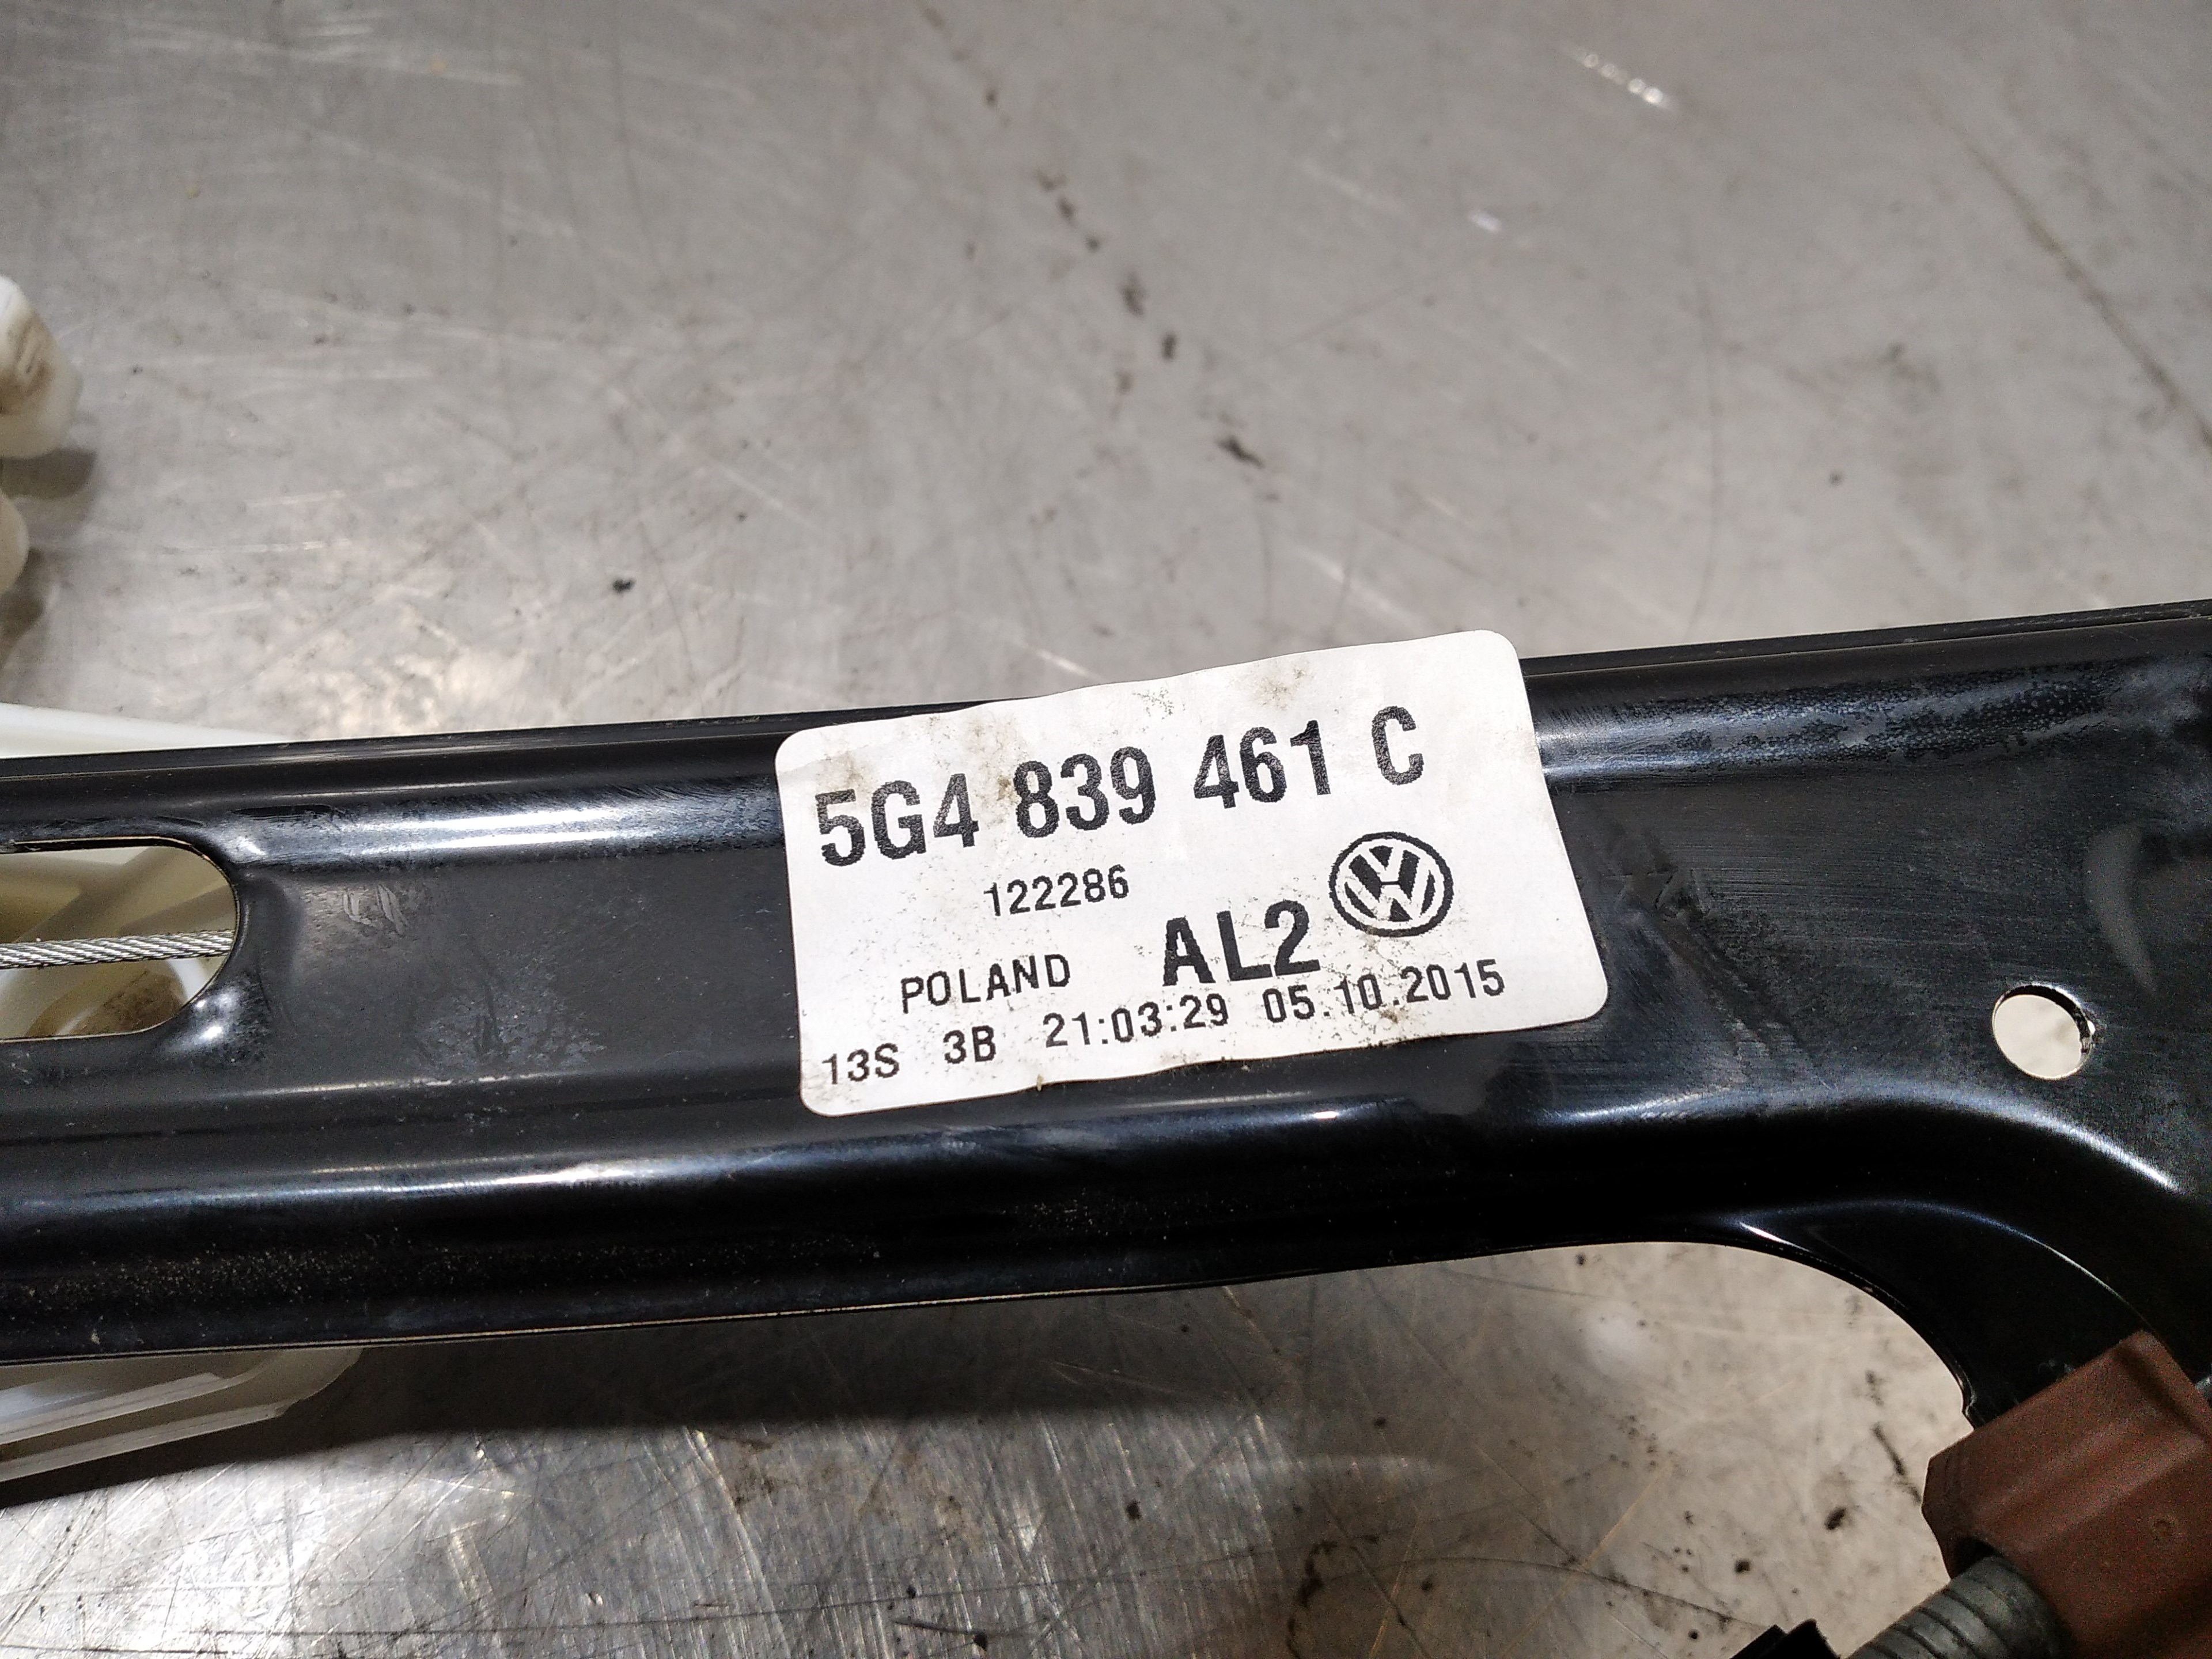 5G4 839 461 C
122286
POLAND AL2
13S 3B 21:03:29 05.10.2015